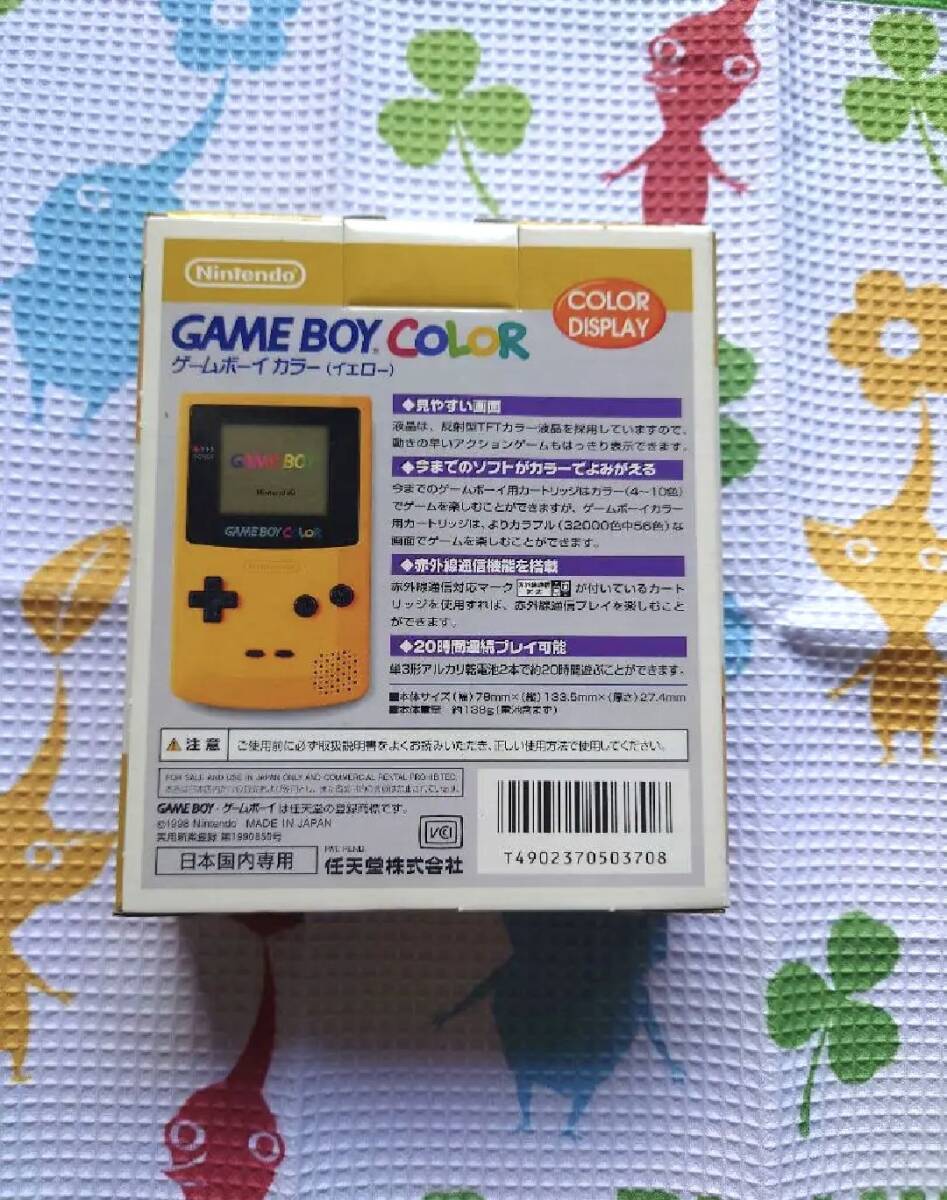 Nintendo
COLOR
DISPLAY
GAME BOY COLOR
ゲームボーイ カラー (イエロー)
GAME BOY
Nintendo
GAME BOY COLOR
◆見やすい画面
液晶は、反射型TFTカラー液晶を採用していますので、
動きの早いアクションゲームもはっきり表示できます。
◆今までのソフトがカラーでよみがえる
今までのゲームボーイ用カートリッジはカラー(4〜10色)
でゲームを楽しむことができますが、ゲームボーイカラー
用カートリッジは、よりカラフル(32000色中56色)な
画面でゲームを楽しむことができます。
◆赤外線通信機能を搭載
赤外線通信対応マーク が付いているカート
リッジを使用すれば、赤外線通信プレイを楽しむこと
ができます。
◆20時間連続プレイ可能
単3形アルカリ乾電池2本で約20時間遊ぶことができます。
■本体サイズ(幅)78mm×(縦)133.5mm×(厚さ)27.4mm
■本体重量 約138g(電池含まず)
注意 ご使用前に必ず取扱説明書をよくお読みいただき、正しい使用方法で使用してください。
FOR SALE AND USE IN JAPAN ONLY AND COMMERCIAL RENTAL PROHIBITED.
GAME BOY・ゲームボーイは任天堂の登録商標です。
©1998 Nintendo MADE IN JAPAN
実用新案登録 第1990850号
VCI
PAT. PEND.
日本国内専用
任天堂株式会社
T4902370503708